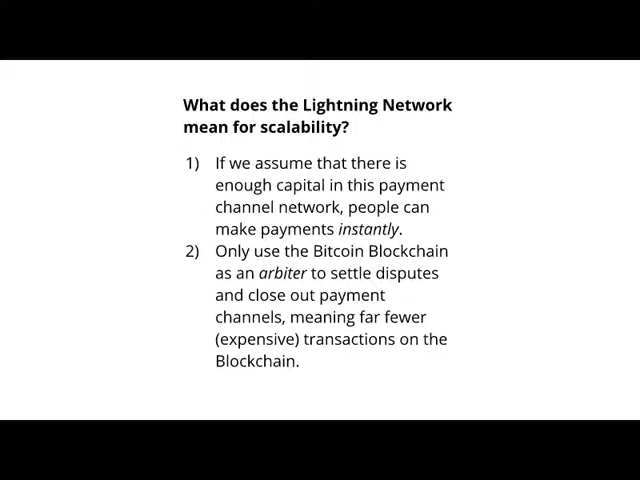 What does the Lightning Network
mean for scalability?
1) If we assume that there is
enough capital in this payment
channel network, people can
make payments instantly.
2) Only use the Bitcoin Blockchain
as an arbiter to settle disputes
and close out payment
channels, meaning far fewer
(expensive) transactions on the
Blockchain.